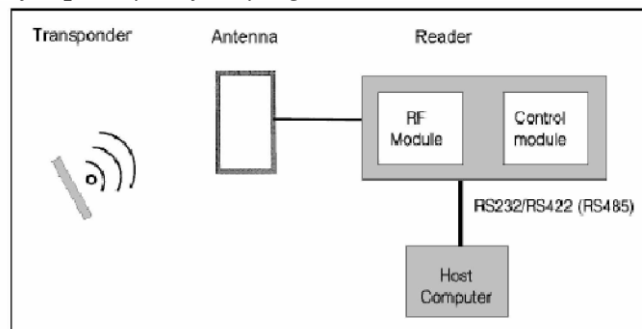 Transponder
Antenna
Reader
RF
Module
Control
module
RS232/RS422 (RS485)
Host
Computer